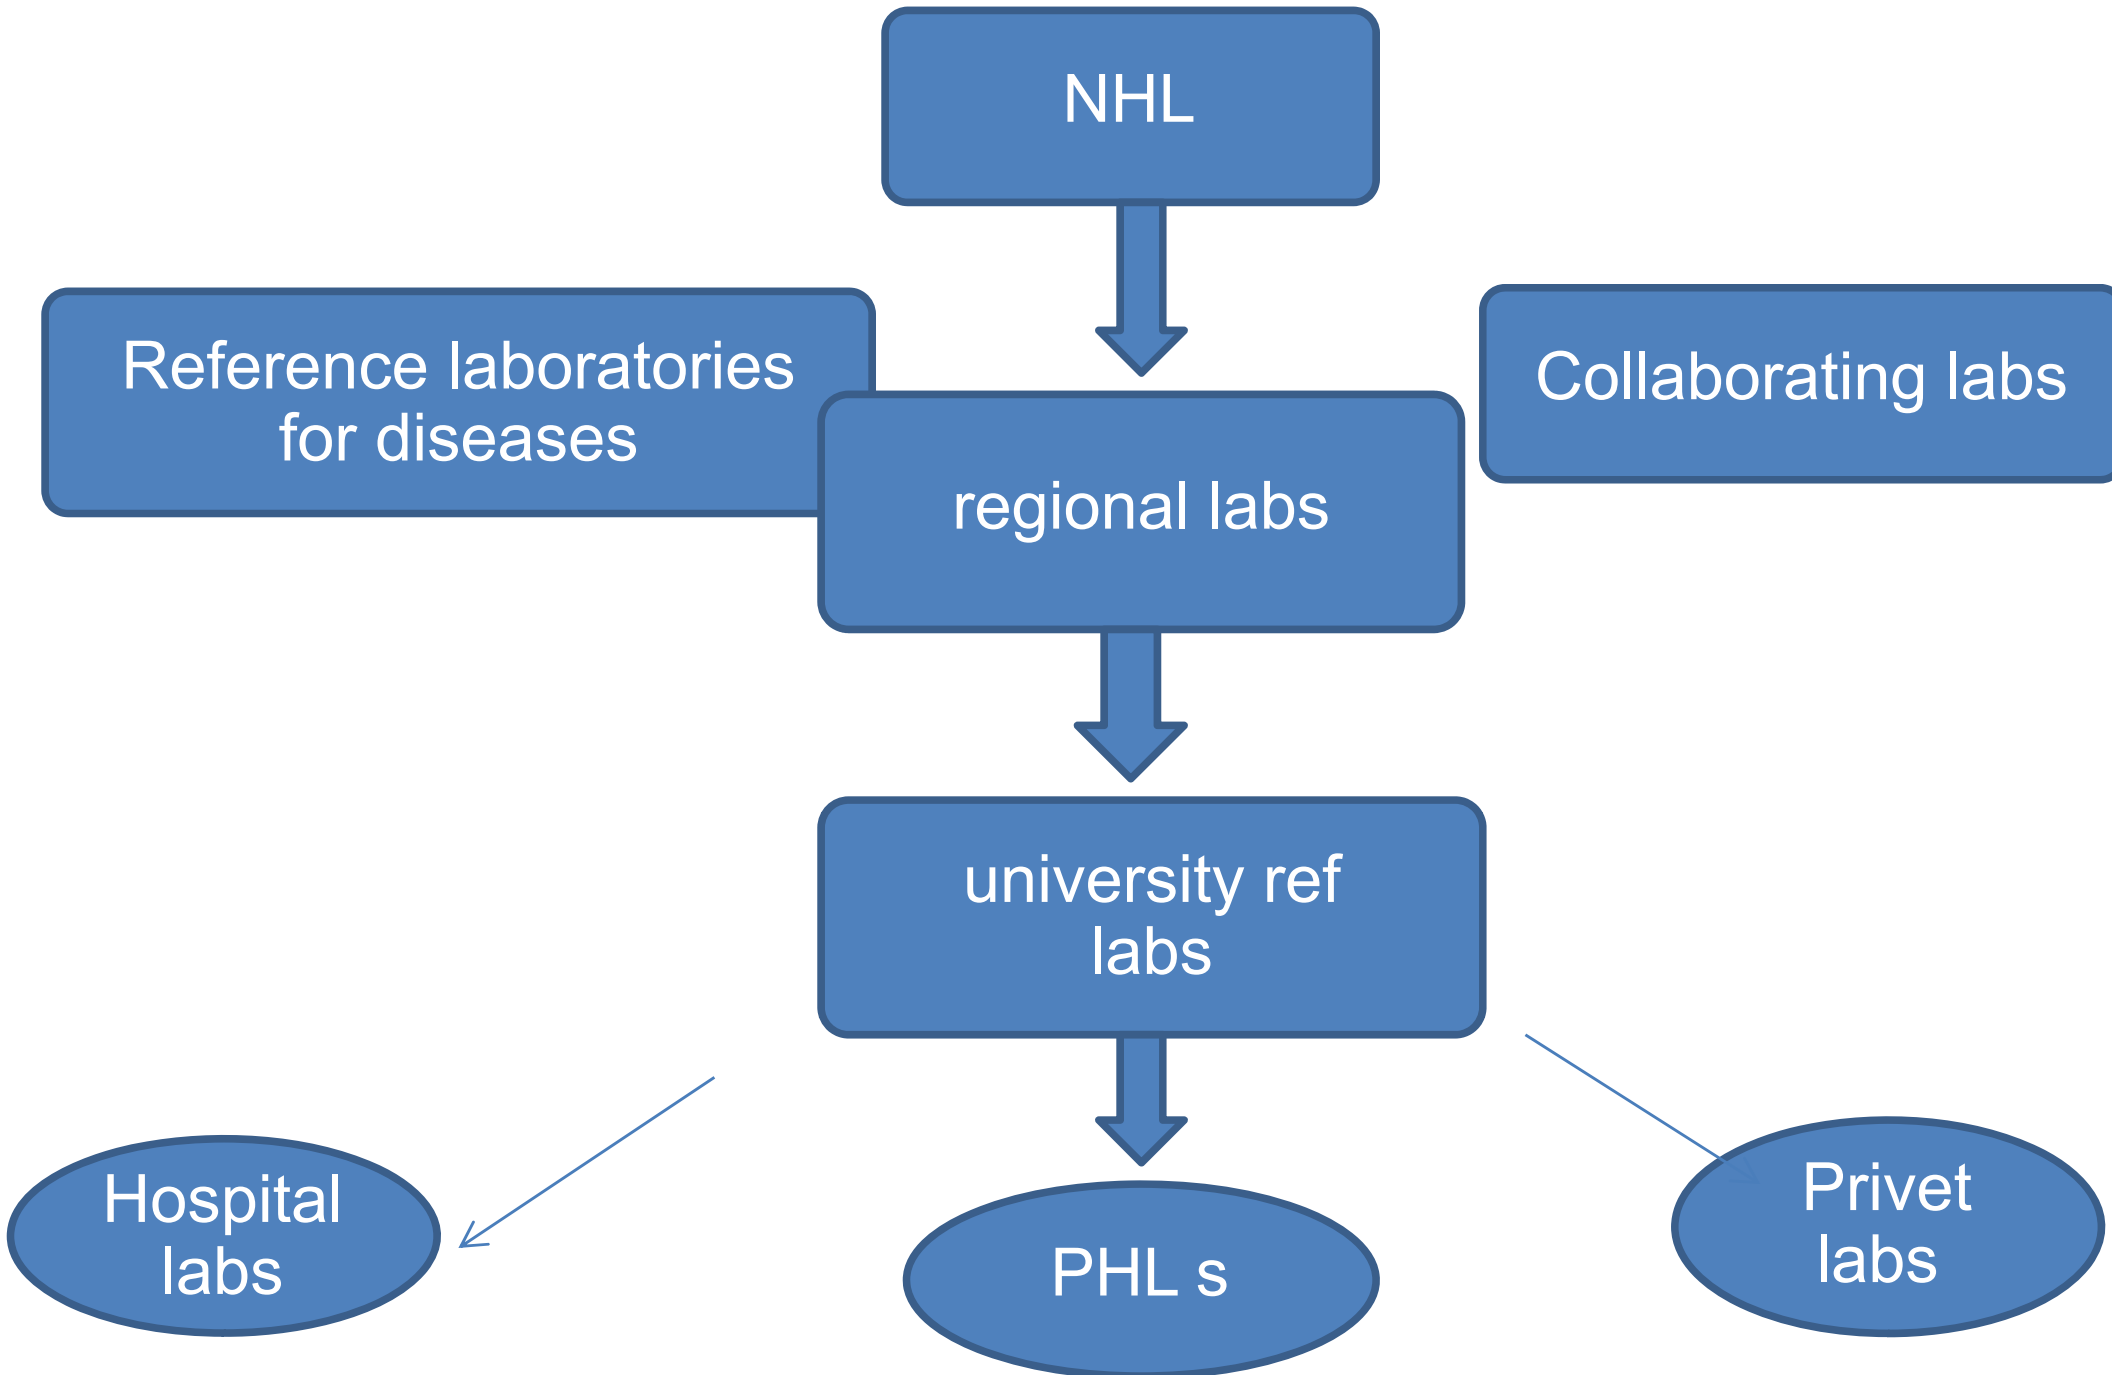 NHL
Reference laboratories
for diseases
Collaborating labs
regional labs
university ref
labs
Hospital
labs
PHL s
Privet
labs